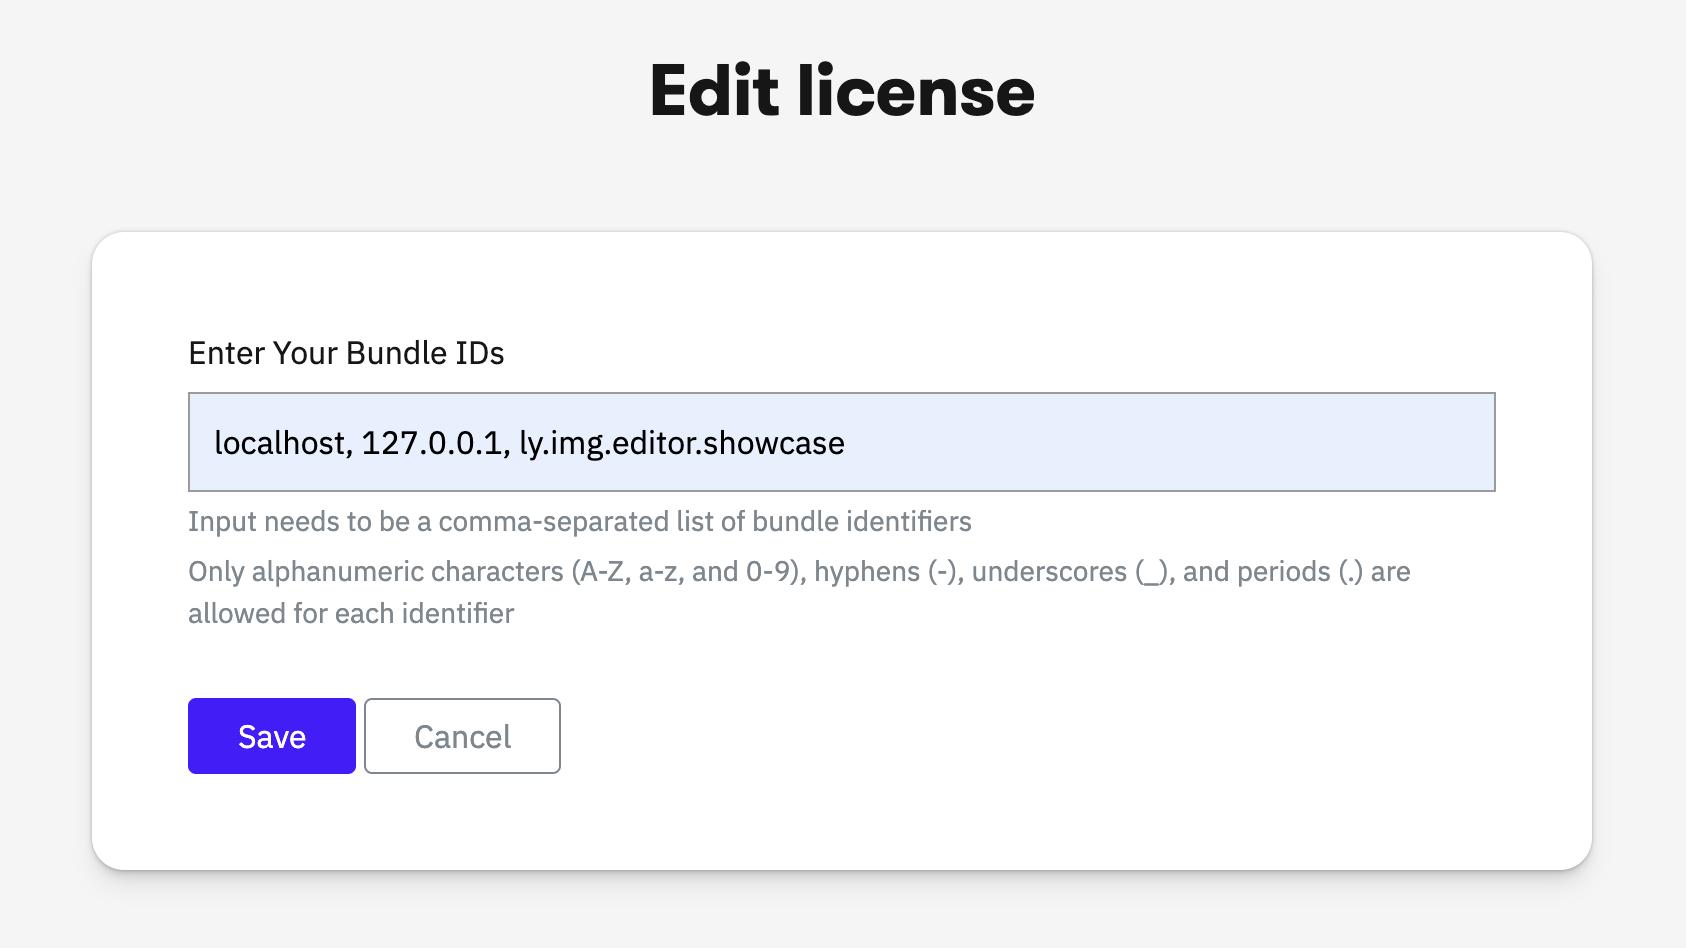 Edit license
Enter Your Bundle IDs
localhost, 127.0.0.1, ly.img.editor.showcase
Input needs to be a comma-separated list of bundle identifiers
Only alphanumeric characters (A-Z, a-z, and 0-9), hyphens (-), underscores (_), and periods (.) are
allowed for each identifier
Save Cancel